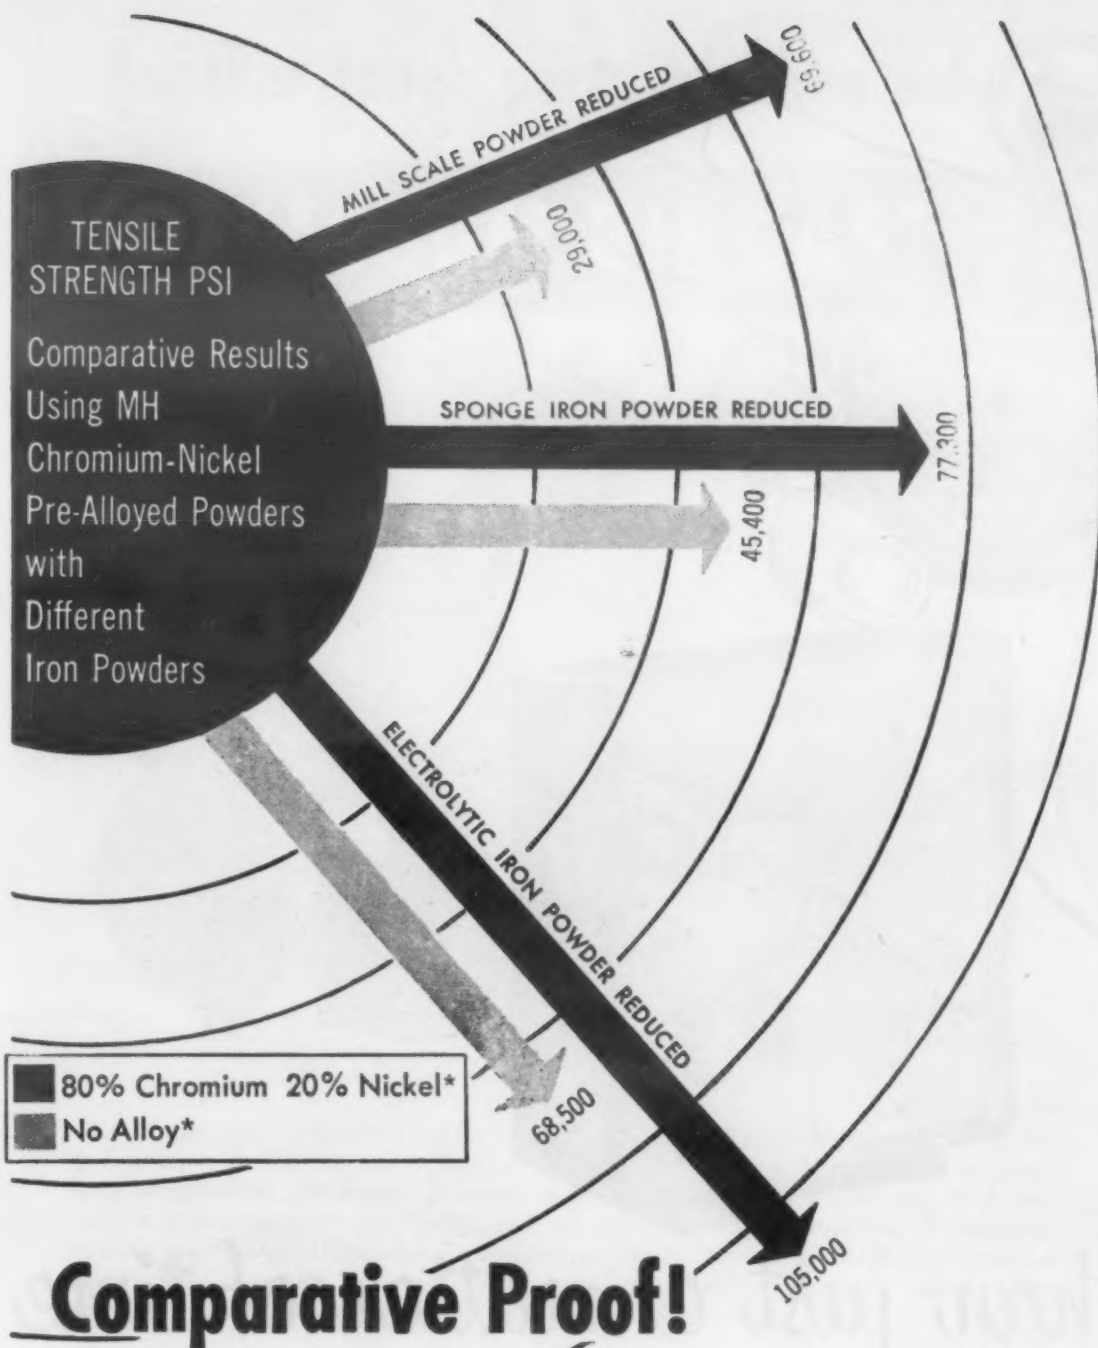 TENSILE
STRENGTH PSI
Comparative Results
Using MH
Chromium-Nickel
Pre-Alloyed Powders
with
Different
Iron Powders
MILL SCALE POWDER REDUCED
69,600
29,000
SPONGE IRON POWDER REDUCED
77,300
45,400
ELECTROLYTIC IRON POWDER REDUCED
68,500
105,000
80% Chromium 20% Nickel*
No Alloy*
Comparative Proof!